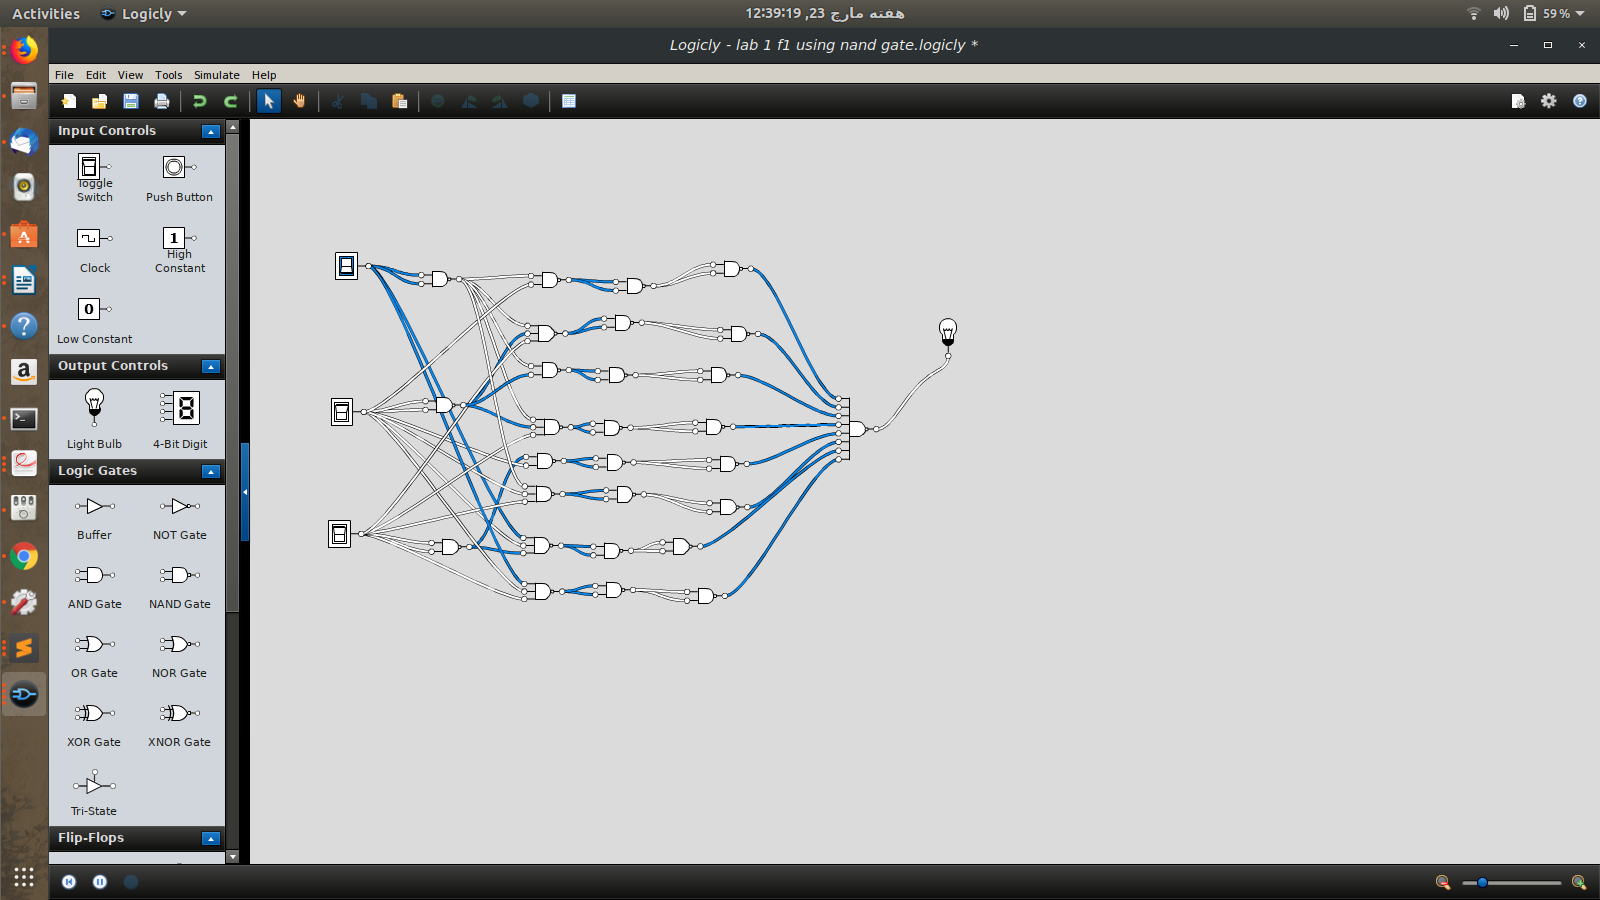 Activities
Logicly
هفته مارچ 23, 12:39:19
59 %
Logicly - lab 1 f1 using nand gate.logicly *
File Edit View Tools Simulate Help
Input Controls
Toggle Switch
Push Button
Clock
1
High Constant
0
Low Constant
Output Controls
Light Bulb
8
4-Bit Digit
Logic Gates
Buffer
NOT Gate
AND Gate
NAND Gate
OR Gate
NOR Gate
XOR Gate
XNOR Gate
Tri-State
Flip-Flops